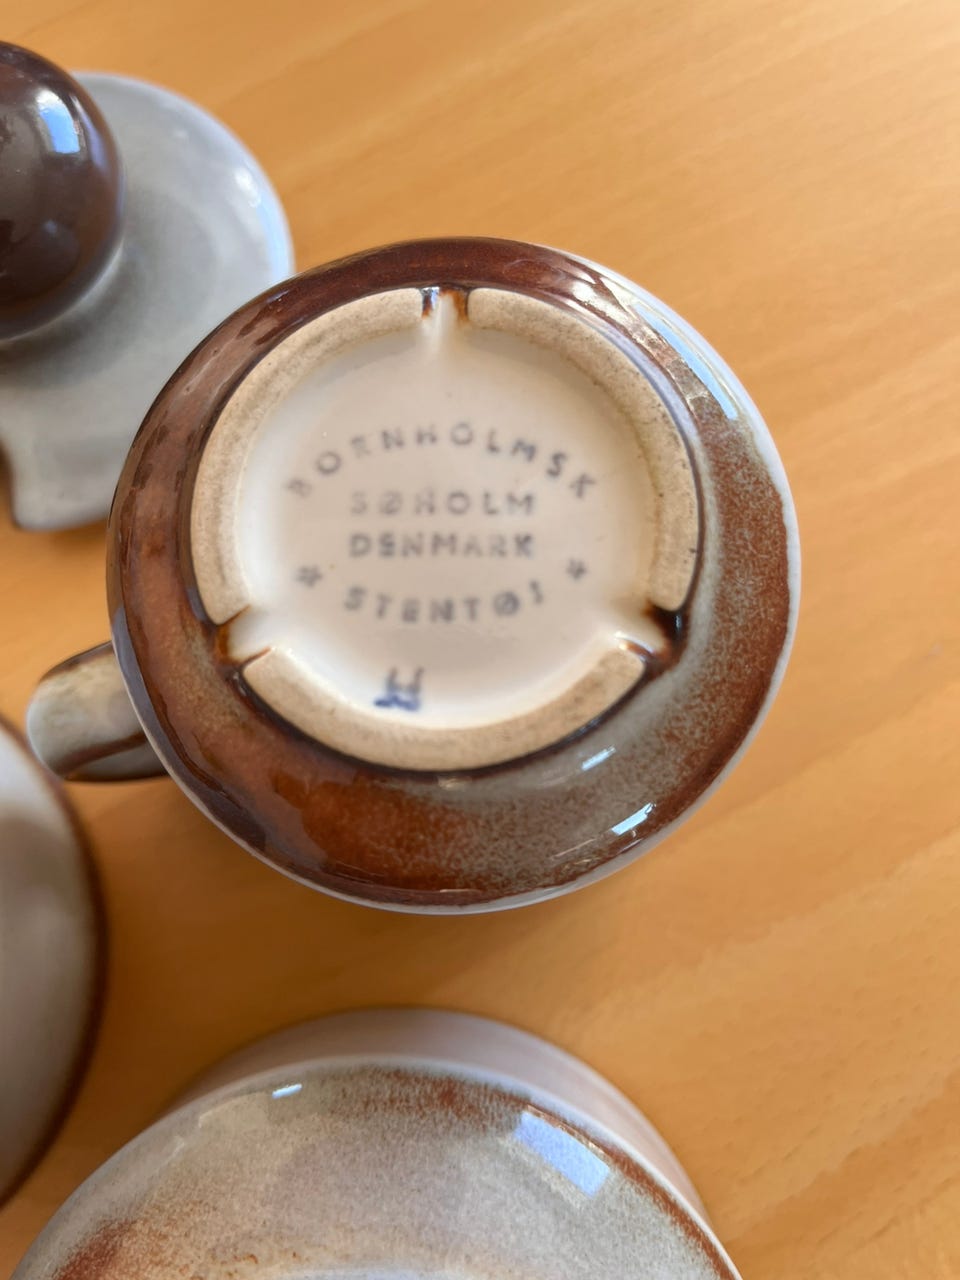 BORNHOLMSK
SØHOLM
DENMARK
* STENTØJ *